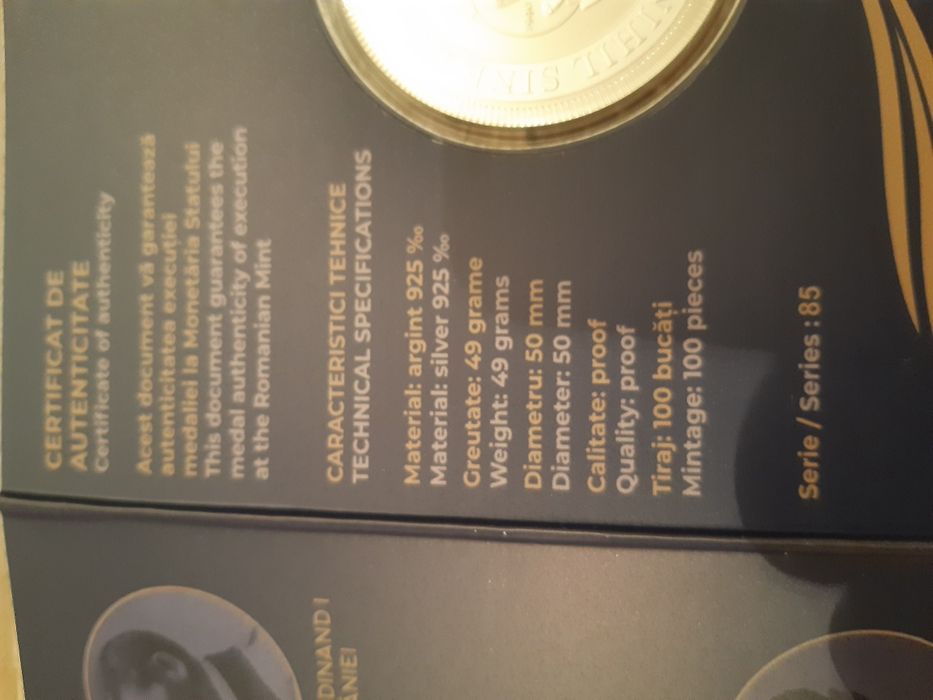 CERTIFICAT DE
AUTENTICITATE
Certificate of authenticity
Acest document vă garantează
autenticitatea execuției
medaliei la Monetăria Statului
This document guarantees the
medal authenticity of execution
at the Romanian Mint
CARACTERISTICI TEHNICE
TECHNICAL SPECIFICATIONS
Material: argint 925 ‰
Material: silver 925 ‰
Greutate: 49 grame
Weight: 49 grams
Diametru: 50 mm
Diameter: 50 mm
Calitate: proof
Quality: proof
Tiraj: 100 bucăți
Mintage: 100 pieces
Serie / Series : 85
DINAND I
ÂNIEI